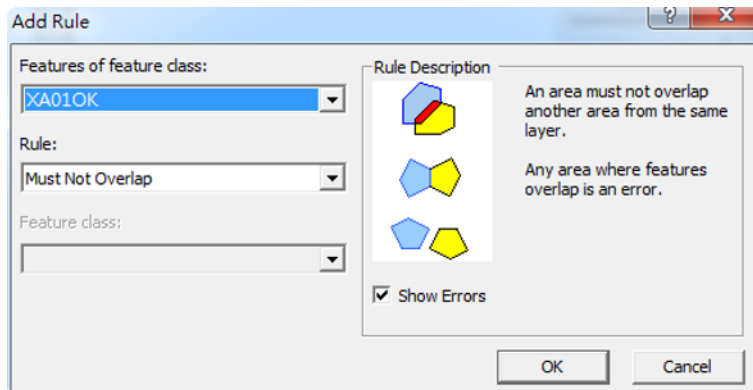 Add Rule
?
X
Features of feature class:
XA01OK
Rule:
Must Not Overlap
Feature class:
Rule Description
An area must not overlap
another area from the same
layer.
Any area where features
overlap is an error.
Show Errors
OK
Cancel